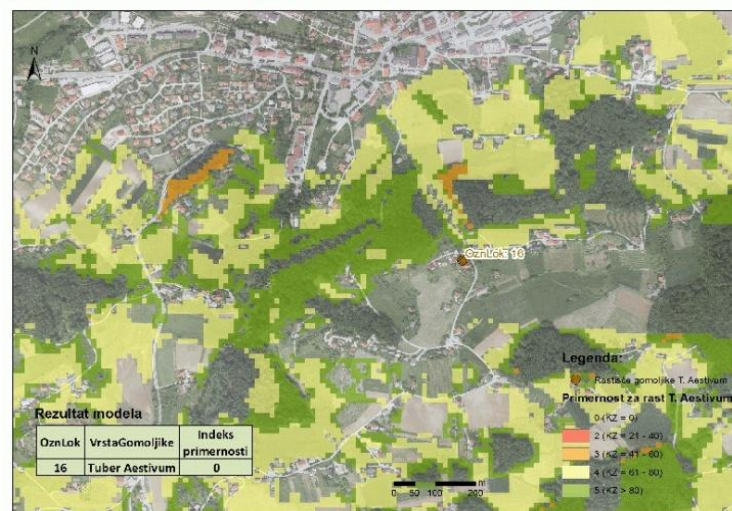 N
OznLok: 16
Legenda:
Rastišče gomoljike T. Aestivum
Primernost za rast T. Aestivum
0 (KZ = 0)
2 (KZ = 21 - 40)
3 (KZ = 41 - 60)
4 (KZ = 61 - 80)
5 (KZ > 80)
Rezultat modela
OznLok VrstaGomoljike Indeks
primernosti
16 Tuber Aestivum 0
0 50 100 200
m